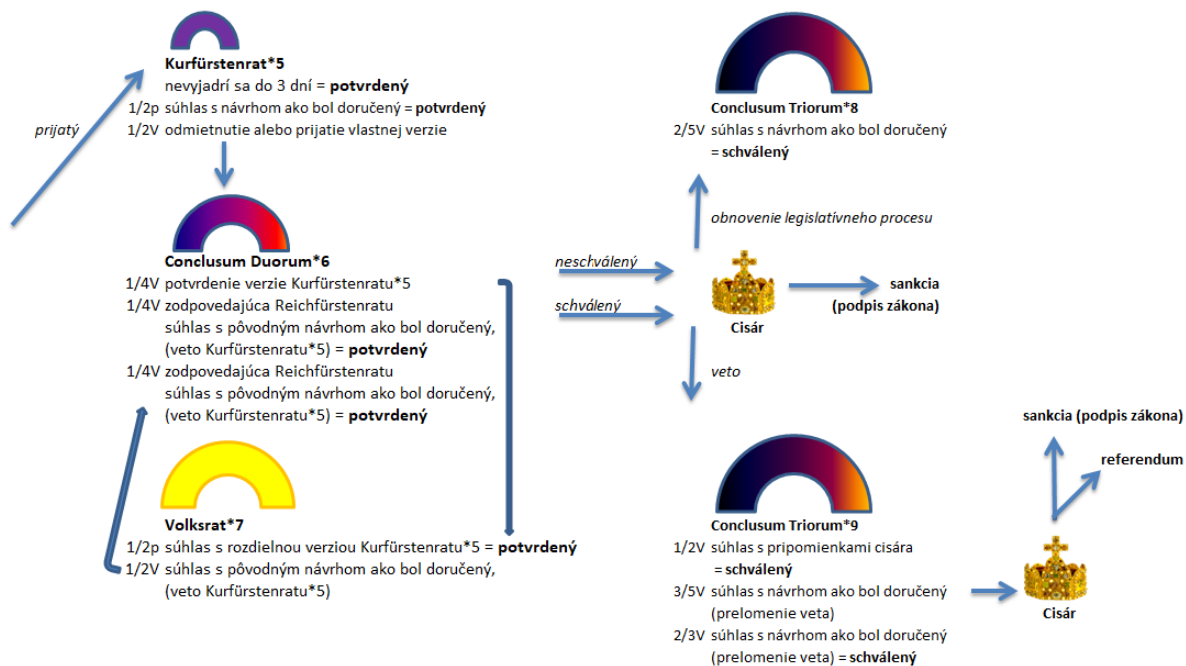 Kurfürstenrat*5
nevyjadrí sa do 3 dní = potvrdený
1/2p súhlas s návrhom ako bol doručený = potvrdený
1/2V odmietnutie alebo prijatie vlastnej verzie
prijatý
Conclusum Duorum*6
1/4V potvrdenie verzie Kurfürstenratu*5
1/4V zodpovedajúca Reichfürstenratu
súhlas s pôvodným návrhom ako bol doručený,
(veto Kurfürstenratu*5) = potvrdený
1/4V zodpovedajúca Reichfürstenratu
súhlas s pôvodným návrhom ako bol doručený,
(veto Kurfürstenratu*5) = potvrdený
Volksrat*7
1/2p súhlas s rozdielnou verziou Kurfürstenratu*5 = potvrdený
1/2V súhlas s pôvodným návrhom ako bol doručený,
(veto Kurfürstenratu*5)
Conclusum Triorum*8
2/5V súhlas s návrhom ako bol doručený
= schválený
obnovenie legislatívneho procesu
neschválený
schválený
Cisár
sankcia
(podpis zákona)
veto
Conclusum Triorum*9
1/2V súhlas s pripomienkami cisára
= schválený
3/5V súhlas s návrhom ako bol doručený
(prelomenie veta)
2/3V súhlas s návrhom ako bol doručený
(prelomenie veta) = schválený
sankcia (podpis zákona)
referendum
Cisár